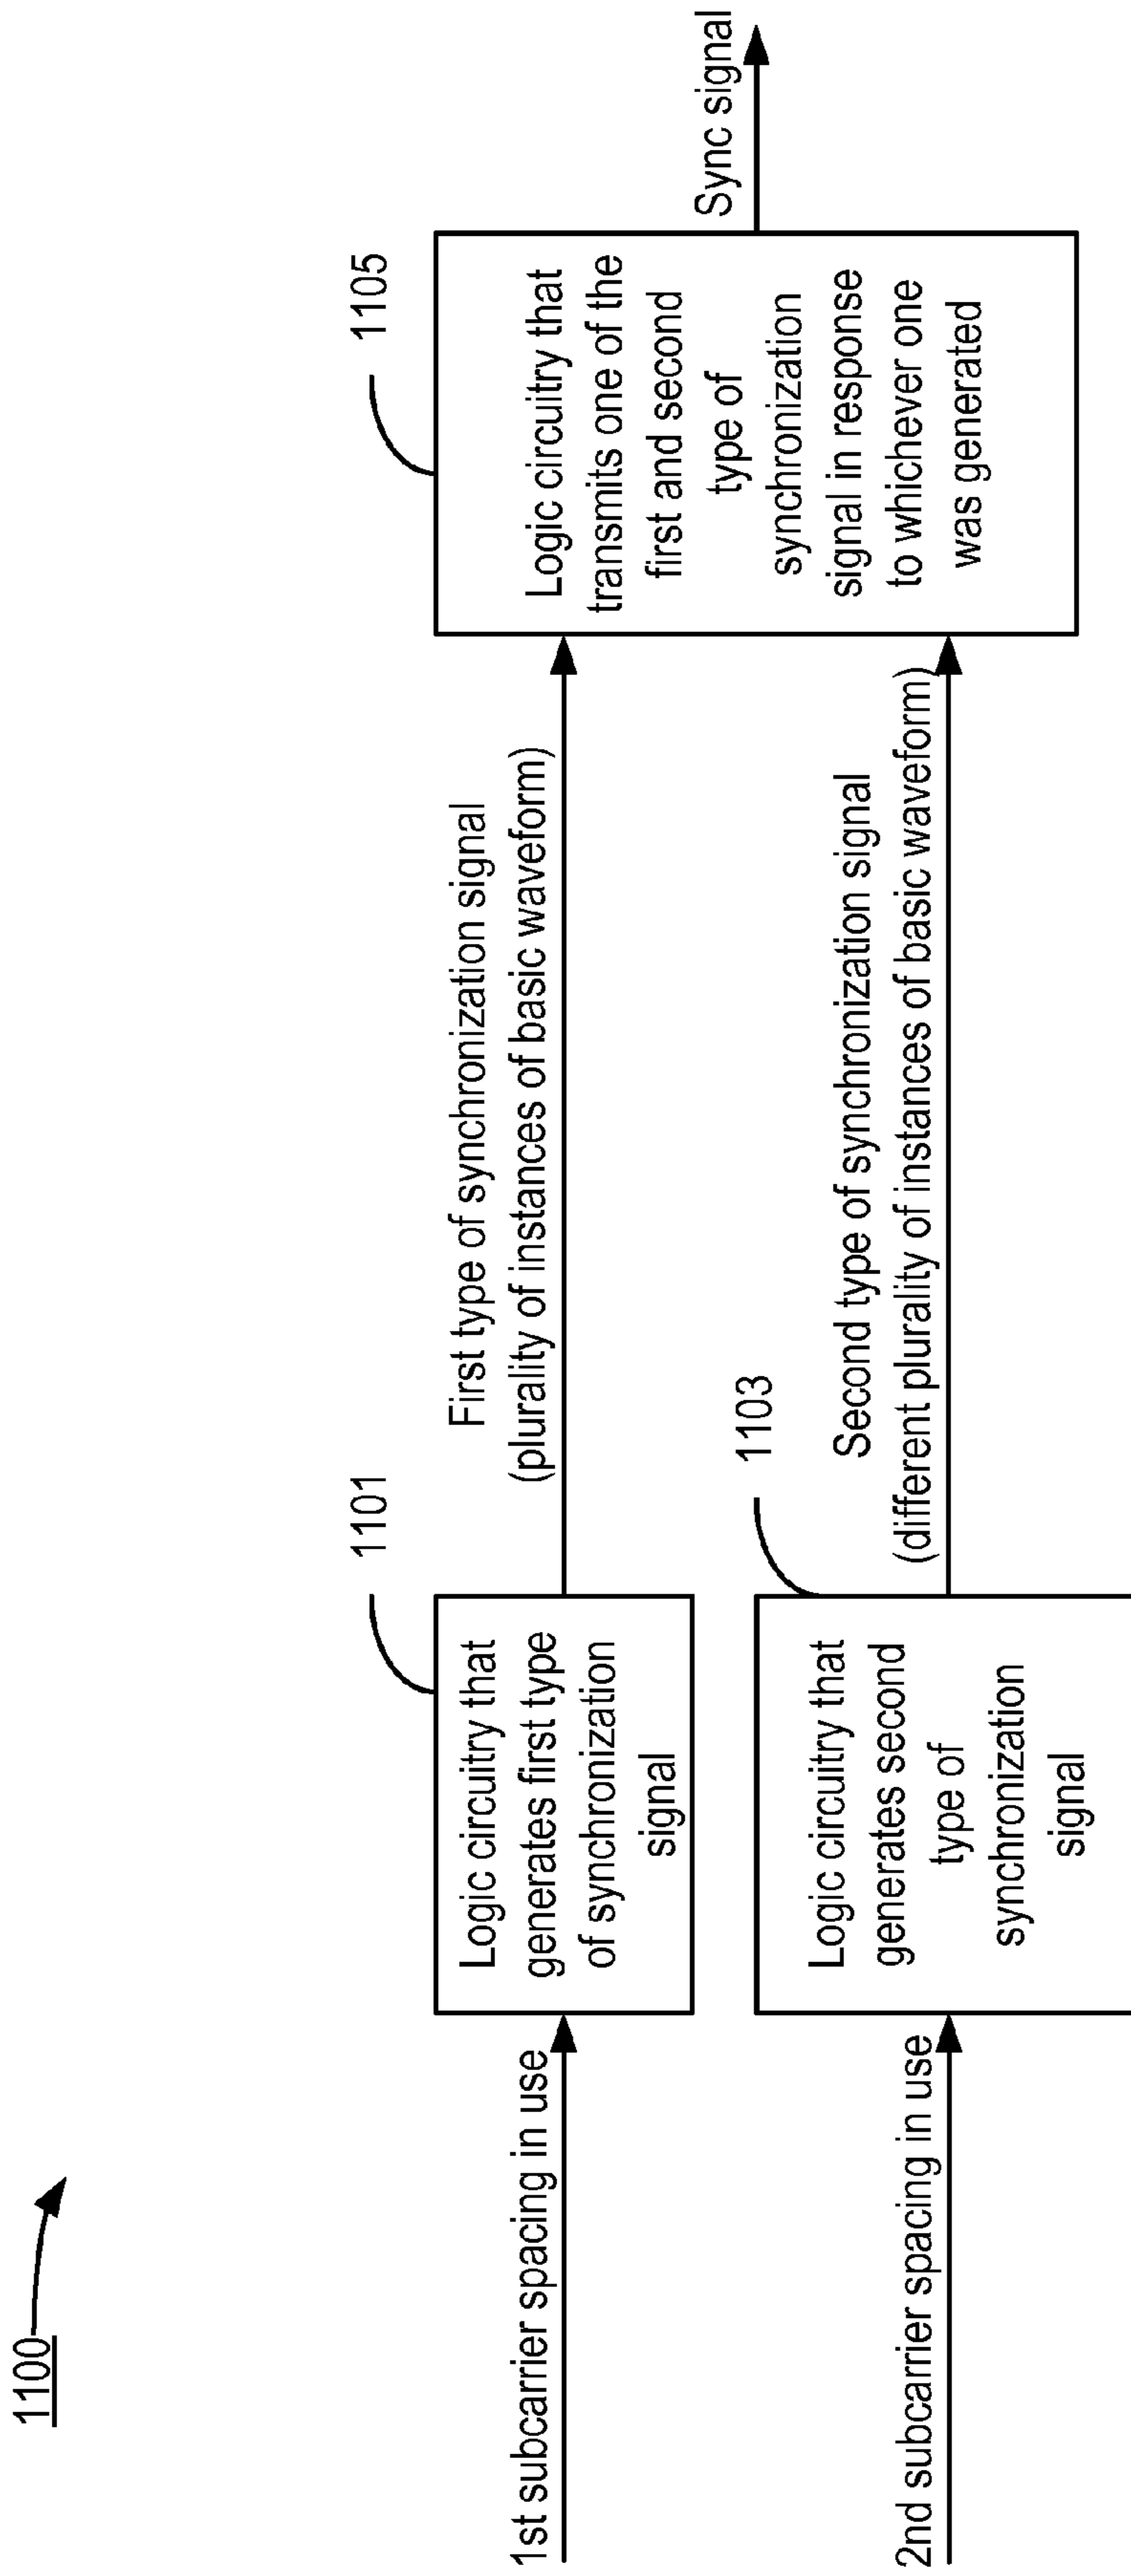 1100
1st subcarrier spacing in use
1101
Logic circuitry that
generates first type
of synchronization
signal
First type of synchronization signal
(plurality of instances of basic waveform)
2nd subcarrier spacing in use
1103
Logic circuitry that
generates second
type of
synchronization
signal
Second type of synchronization signal
(different plurality of instances of basic waveform)
1105
Logic circuitry that
transmits one of the
first and second
type of
synchronization
signal in response
to whichever one
was generated
Sync signal